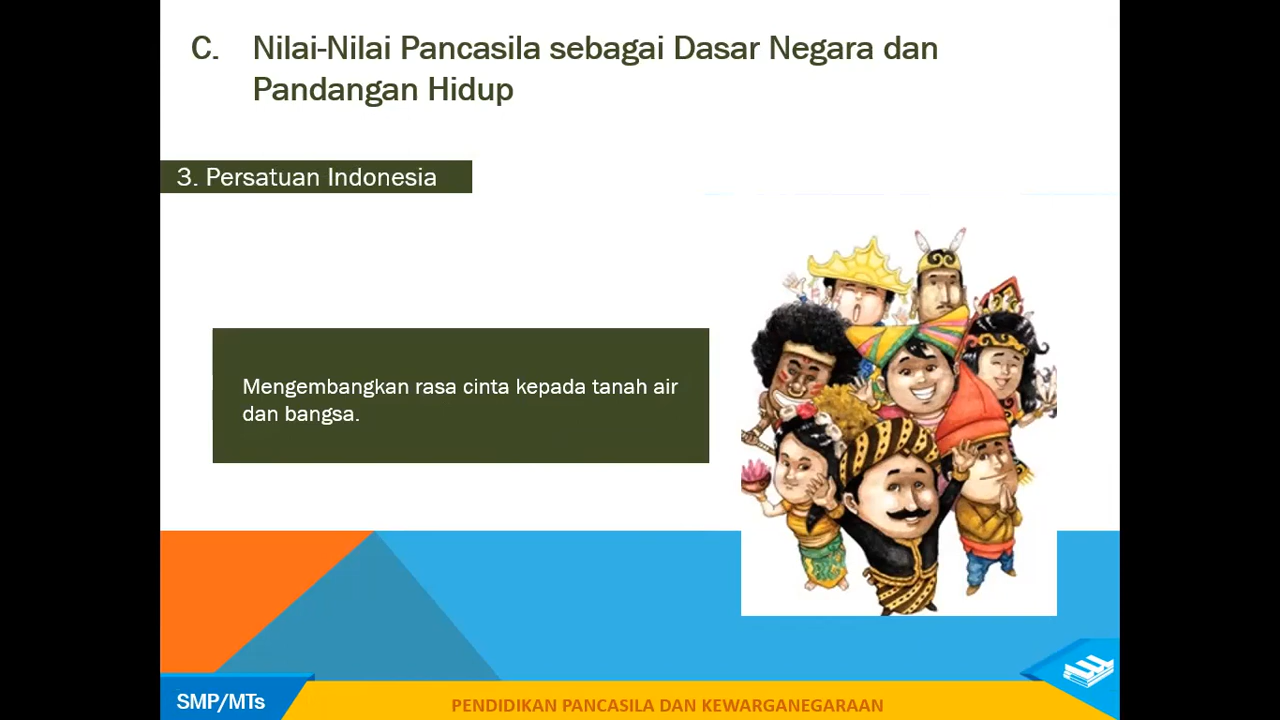 C. Nilai-Nilai Pancasila sebagai Dasar Negara dan
Pandangan Hidup
3. Persatuan Indonesia
Mengembangkan rasa cinta kepada tanah air
dan bangsa.
SMP/MTs
PENDIDIKAN PANCASILA DAN KEWARGANEGARAAN